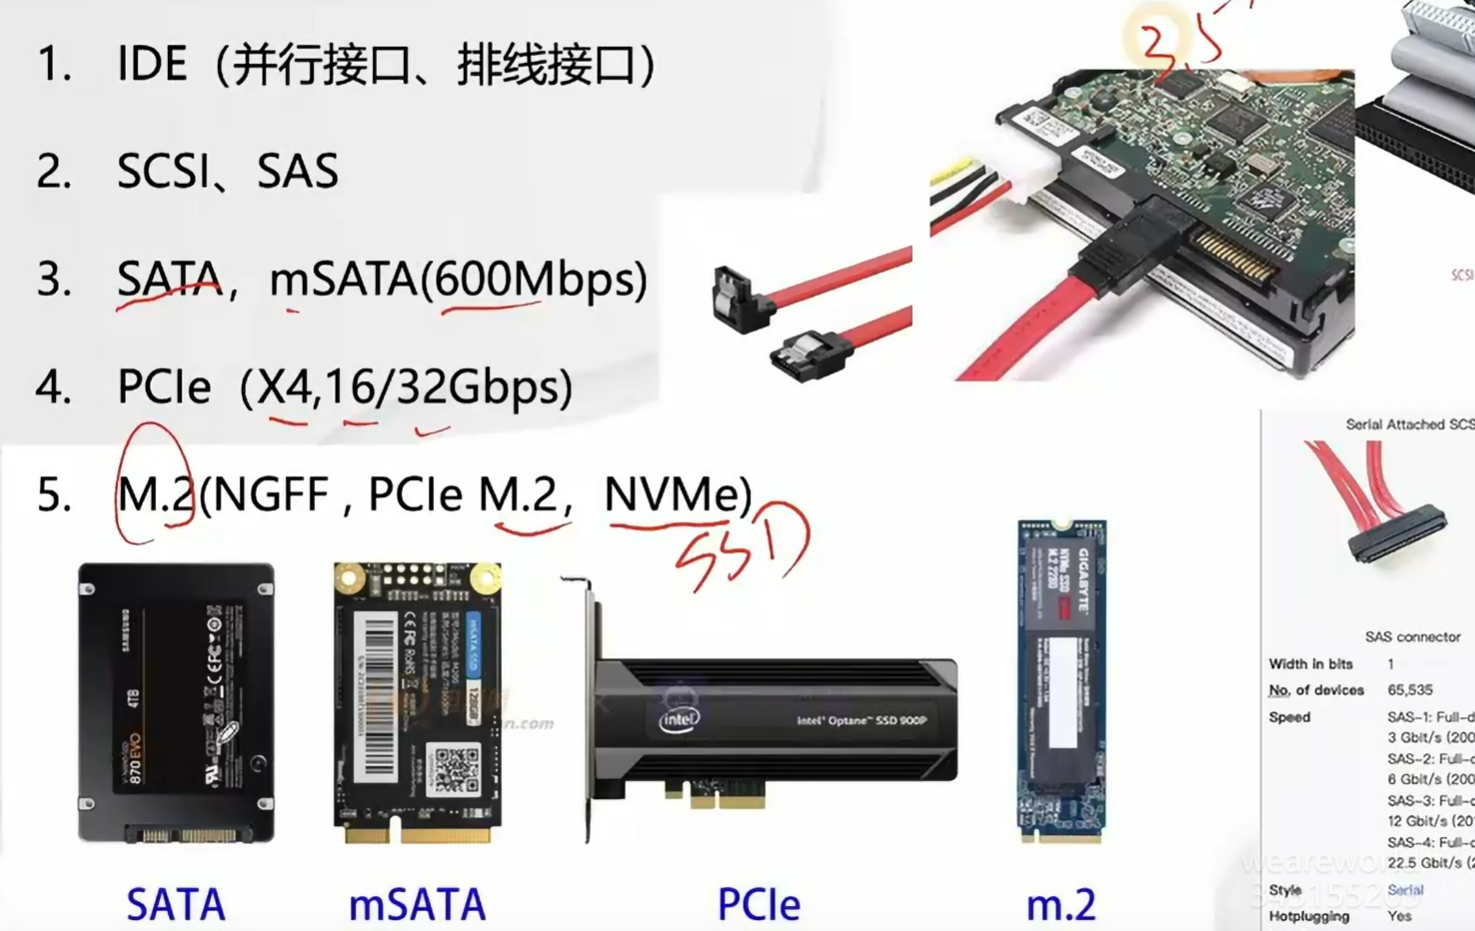 1. IDE（并行接口、排线接口）
2. SCSI、SAS
3. SATA，mSATA(600Mbps)
4. PCIe（X4,16/32Gbps)
5. M.2(NGFF , PCIe M.2，NVMe)
SSD
3.5
SCSI
Serial Attached SCS
SAS connector
Width in bits 1
No. of devices 65,535
Speed SAS-1: Full-d
3 Gbit/s (200
SAS-2: Full-d
6 Gbit/s (200
SAS-3: Full-d
12 Gbit/s (20
SAS-4: Full-d
22.5 Gbit/s (2
Style Serial
Hotplugging Yes
SAMSUNG
4TB
V-NAND SSD
870 EVO
mSATA SSD
128GB
intel
intel® Optane™ SSD 900P
GIGABYTE
NVMe SSD
M.2 2280
SATA
mSATA
PCIe
m.2